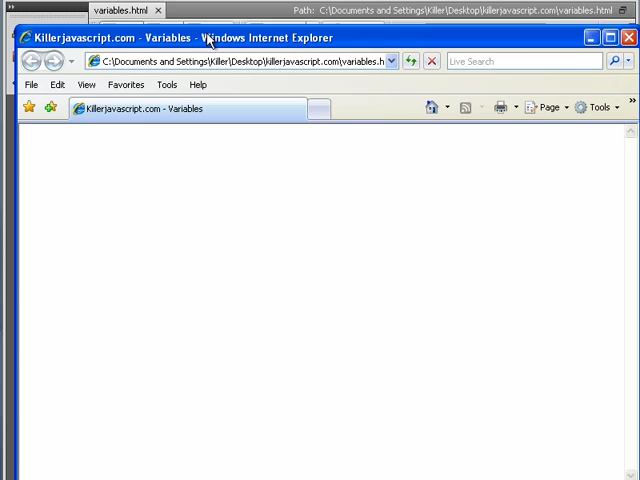 variables.html
Path: C:\Documents and Settings\Killer\Desktop\killerjavascript.com\variables.html
Killerjavascript.com - Variables - Windows Internet Explorer
C:\Documents and Settings\Killer\Desktop\killerjavascript.com\variables.h
Live Search
File Edit View Favorites Tools Help
Killerjavascript.com - Variables
Page Tools